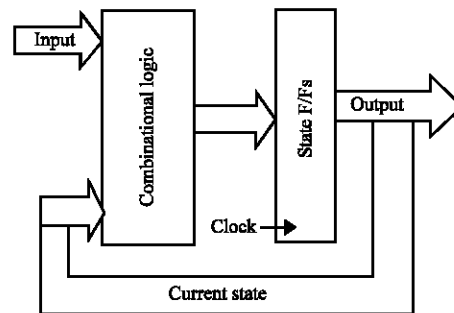 Input
Combinational logic
State F/Fs
Output
Clock
Current state